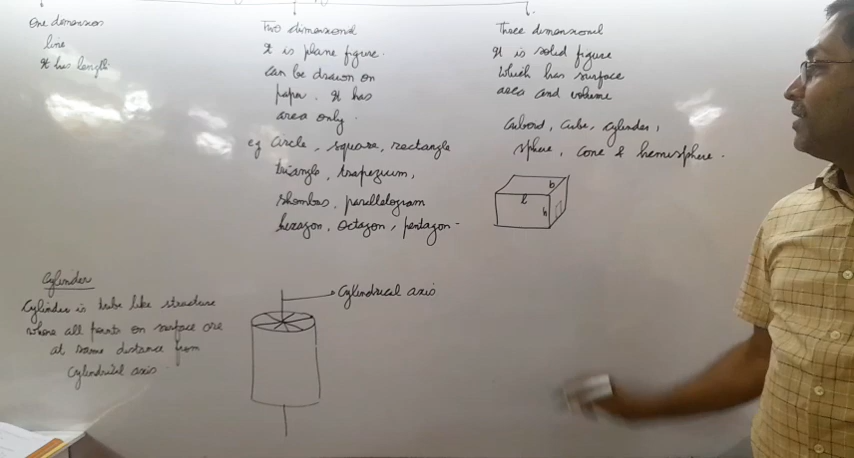 One dimension
line
It has length
Two dimensional
It is plane figure.
can be drawn on
paper. It has
area only.
eg Circle, square, rectangle
triangle, trapezium,
rhombus, parallelogram
hexagon, octagon, pentagon -
Three dimensional
It is solid figure
which has surface
area and volume
Cuboid, Cube, Cylinder,
sphere, cone & hemisphere.
b
l
h
Cylinder
Cylinder is tube like structure
where all points on surface are
at same distance from
Cylindrical axis.
Cylindrical axis